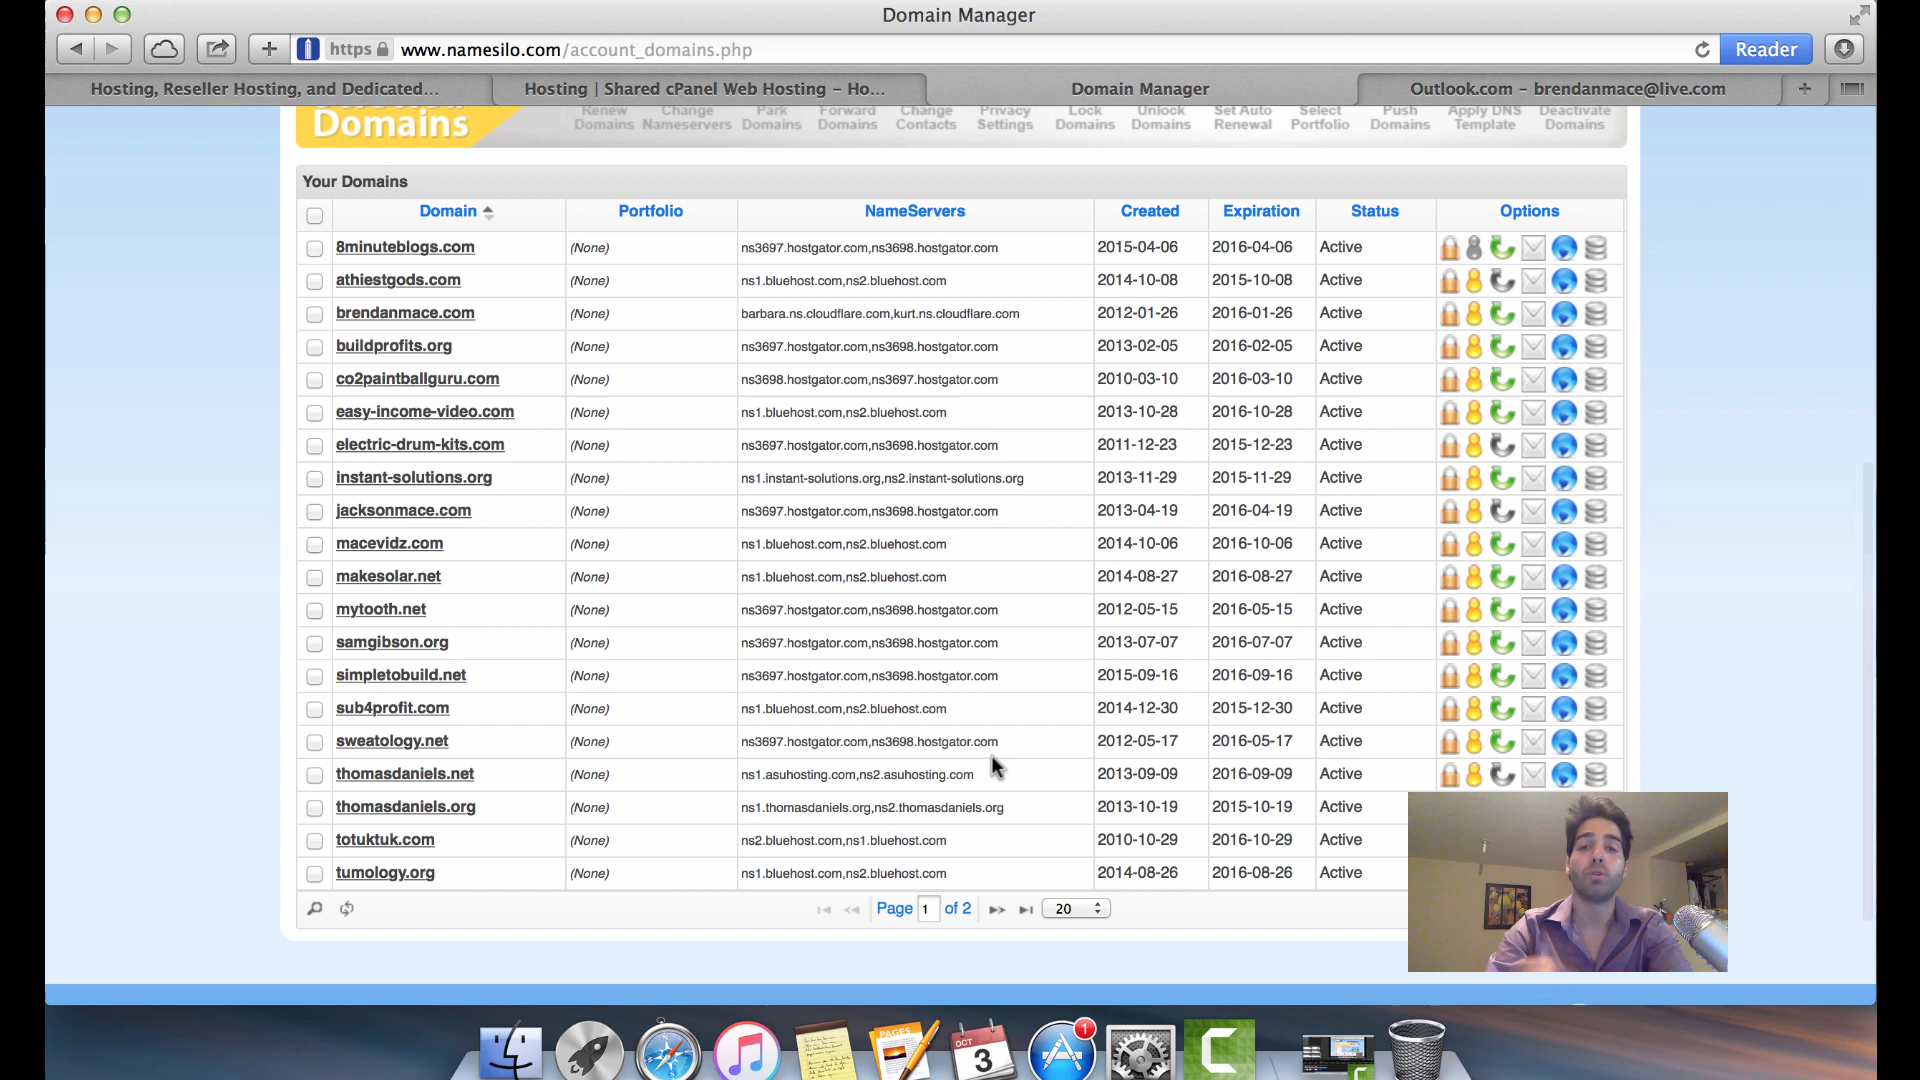 Domain Manager
https www.namesilo.com/account_domains.php Reader
Hosting, Reseller Hosting, and Dedicated... Hosting | Shared cPanel Web Hosting – Ho... Domain Manager Outlook.com – brendanmace@live.com
Domains
Renew Domains Change Nameservers Park Domains Forward Domains Change Contacts Privacy Settings Lock Domains Unlock Domains Set Auto Renewal Select Portfolio Push Domains Apply DNS Template Deactivate Domains
Your Domains
Domain Portfolio NameServers Created Expiration Status Options
8minuteblogs.com (None) ns3697.hostgator.com,ns3698.hostgator.com 2015-04-06 2016-04-06 Active
athiestgods.com (None) ns1.bluehost.com,ns2.bluehost.com 2014-10-08 2015-10-08 Active
brendanmace.com (None) barbara.ns.cloudflare.com,kurt.ns.cloudflare.com 2012-01-26 2016-01-26 Active
buildprofits.org (None) ns3697.hostgator.com,ns3698.hostgator.com 2013-02-05 2016-02-05 Active
co2paintballguru.com (None) ns3698.hostgator.com,ns3697.hostgator.com 2010-03-10 2016-03-10 Active
easy-income-video.com (None) ns1.bluehost.com,ns2.bluehost.com 2013-10-28 2016-10-28 Active
electric-drum-kits.com (None) ns3697.hostgator.com,ns3698.hostgator.com 2011-12-23 2015-12-23 Active
instant-solutions.org (None) ns1.instant-solutions.org,ns2.instant-solutions.org 2013-11-29 2015-11-29 Active
jacksonmace.com (None) ns3697.hostgator.com,ns3698.hostgator.com 2013-04-19 2016-04-19 Active
macevidz.com (None) ns1.bluehost.com,ns2.bluehost.com 2014-10-06 2016-10-06 Active
makesolar.net (None) ns1.bluehost.com,ns2.bluehost.com 2014-08-27 2016-08-27 Active
mytooth.net (None) ns3697.hostgator.com,ns3698.hostgator.com 2012-05-15 2016-05-15 Active
samgibson.org (None) ns3697.hostgator.com,ns3698.hostgator.com 2013-07-07 2016-07-07 Active
simpletobuild.net (None) ns3697.hostgator.com,ns3698.hostgator.com 2015-09-16 2016-09-16 Active
sub4profit.com (None) ns1.bluehost.com,ns2.bluehost.com 2014-12-30 2015-12-30 Active
sweatology.net (None) ns3697.hostgator.com,ns3698.hostgator.com 2012-05-17 2016-05-17 Active
thomasdaniels.net (None) ns1.asuhosting.com,ns2.asuhosting.com 2013-09-09 2016-09-09 Active
thomasdaniels.org (None) ns1.thomasdaniels.org,ns2.thomasdaniels.org 2013-10-19 2015-10-19 Active
totuktuk.com (None) ns2.bluehost.com,ns1.bluehost.com 2010-10-29 2016-10-29 Active
tumology.org (None) ns1.bluehost.com,ns2.bluehost.com 2014-08-26 2016-08-26 Active
Page 1 of 2 20
PAGES
OCT
3
1